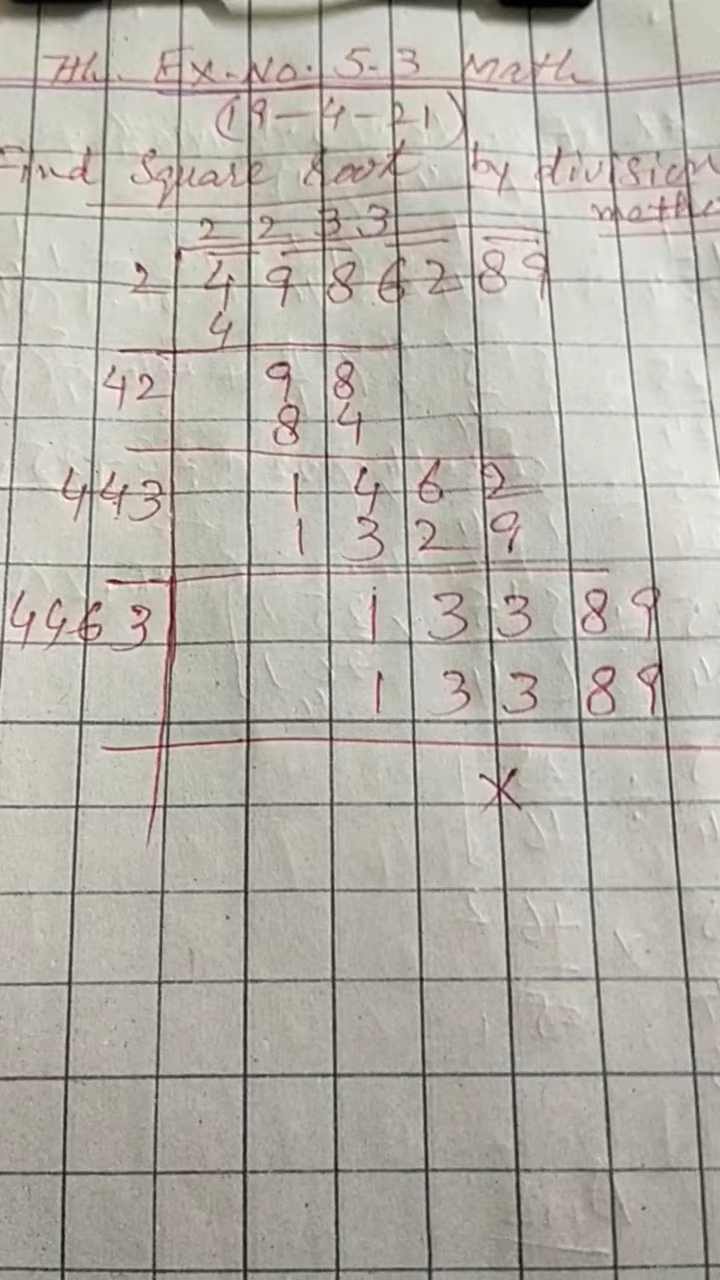 7th. Ex. No. 5.3 Math
(19-4-21)
Find Square Root by division
2 2 3 3
2 4 9 8 6 2 8 9
4
42 9 8
8 4
443 1 4 6 2
1 3 2 9
4463 1 3 3 8 9
1 3 3 8 9
x